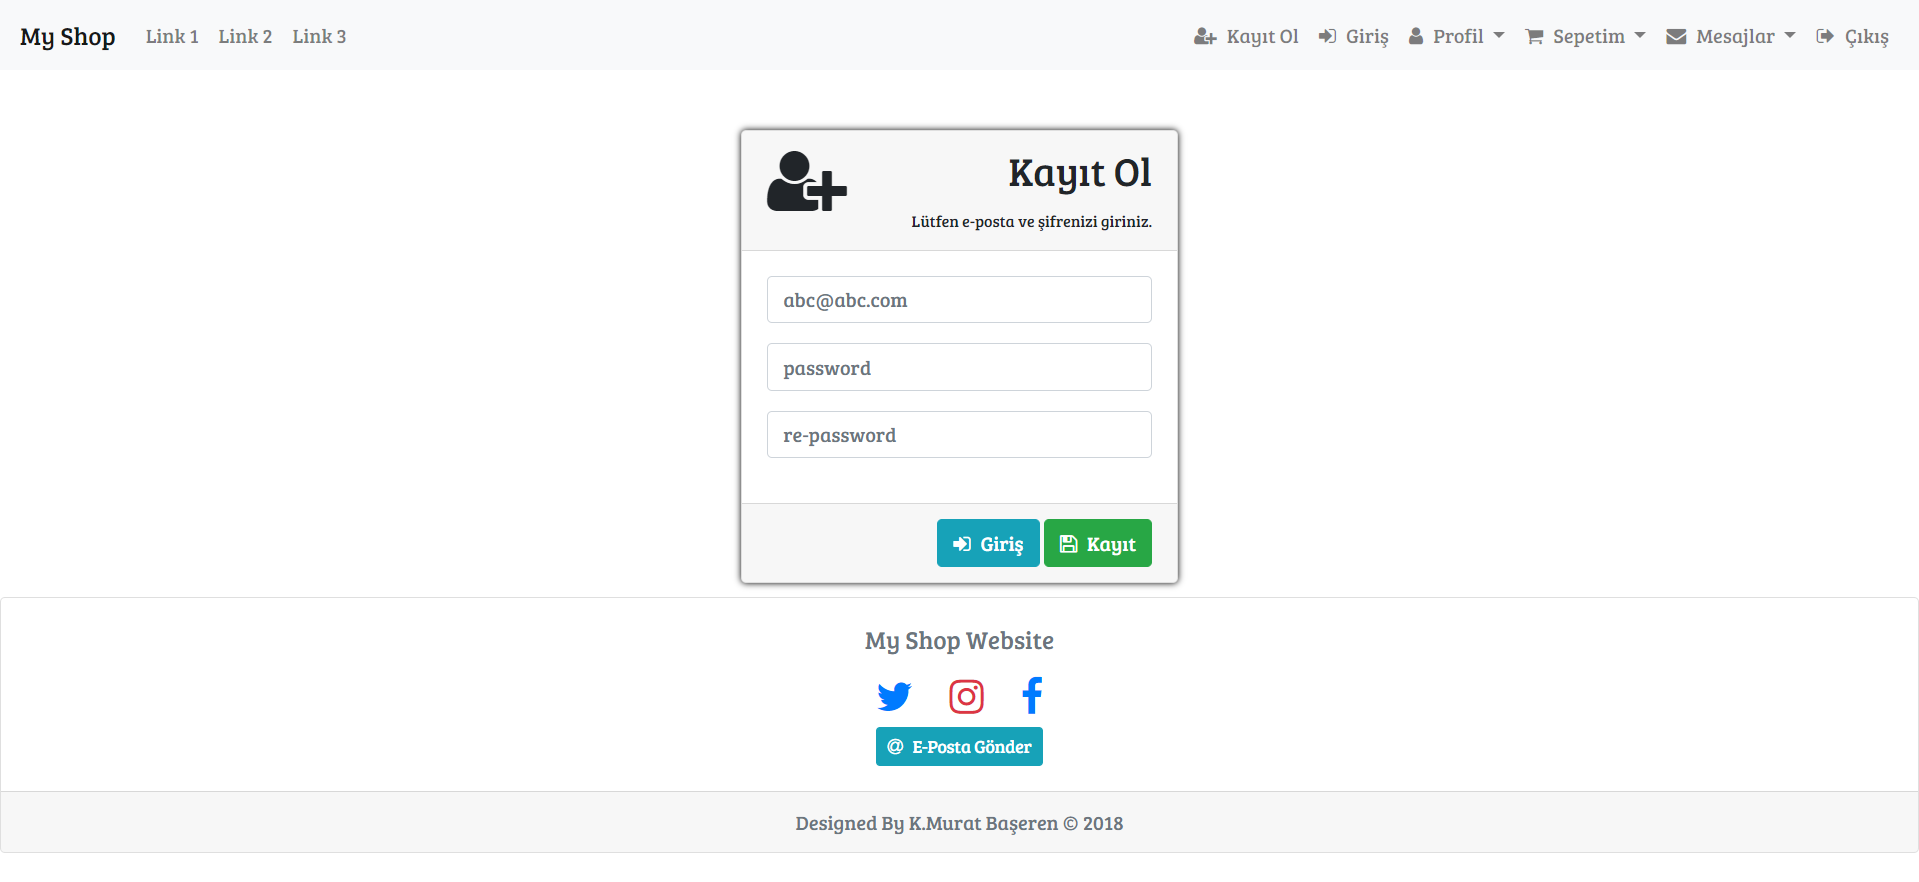 My Shop Link 1 Link 2 Link 3 Kayıt Ol Giriş Profil Sepetim Mesajlar Çıkış
Kayıt Ol
Lütfen e-posta ve şifrenizi giriniz.
abc@abc.com
password
re-password
Giriş Kayıt
My Shop Website
E-Posta Gönder
Designed By K.Murat Başeren © 2018